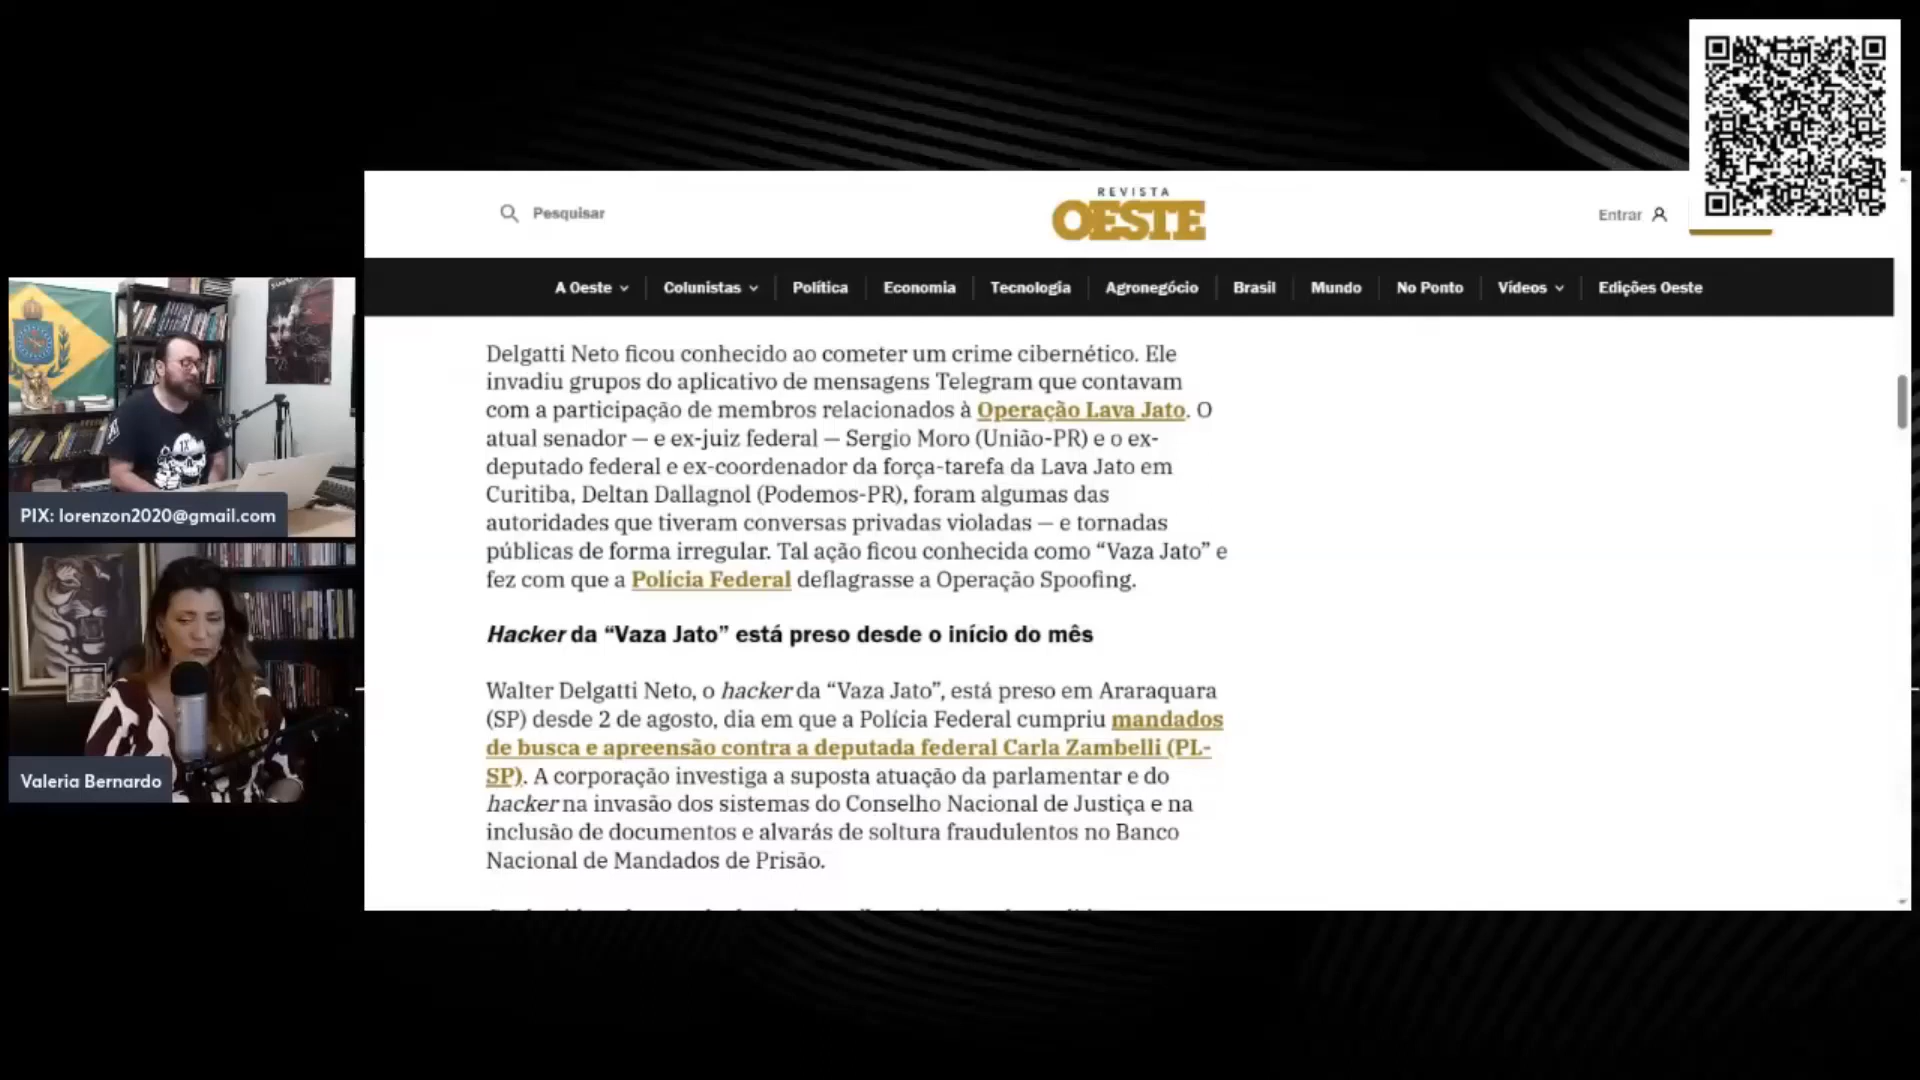 Pesquisar
REVISTA
OESTE
Entrar
A Oeste
Colunistas
Política
Economia
Tecnologia
Agronegócio
Brasil
Mundo
No Ponto
Vídeos
Edições Oeste
Delgatti Neto ficou conhecido ao cometer um crime cibernético. Ele
invadiu grupos do aplicativo de mensagens Telegram que contavam
com a participação de membros relacionados à Operação Lava Jato. O
atual senador — e ex-juiz federal — Sergio Moro (União-PR) e o ex-
deputado federal e ex-coordenador da força-tarefa da Lava Jato em
Curitiba, Deltan Dallagnol (Podemos-PR), foram algumas das
autoridades que tiveram conversas privadas violadas — e tornadas
públicas de forma irregular. Tal ação ficou conhecida como “Vaza Jato” e
fez com que a Polícia Federal deflagrasse a Operação Spoofing.
Hacker da “Vaza Jato” está preso desde o início do mês
Walter Delgatti Neto, o hacker da “Vaza Jato”, está preso em Araraquara
(SP) desde 2 de agosto, dia em que a Polícia Federal cumpriu mandados
de busca e apreensão contra a deputada federal Carla Zambelli (PL-
SP). A corporação investiga a suposta atuação da parlamentar e do
hacker na invasão dos sistemas do Conselho Nacional de Justiça e na
inclusão de documentos e alvarás de soltura fraudulentos no Banco
Nacional de Mandados de Prisão.
PIX: lorenzon2020@gmail.com
Valeria Bernardo